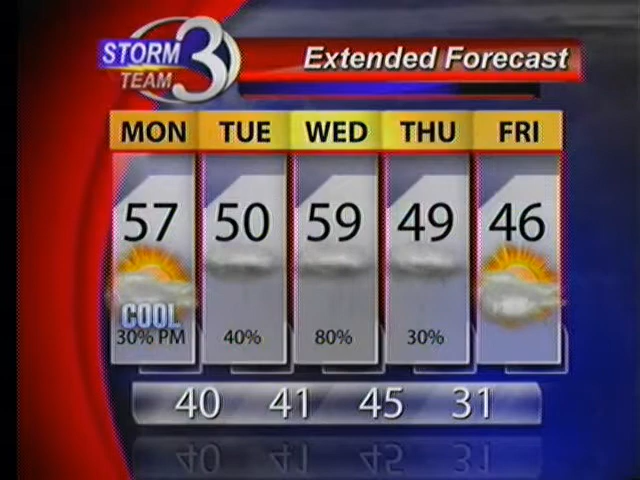 STORM 3
TEAM
Extended Forecast
MON TUE WED THU FRI
57 50 59 49 46
COOL
30% PM 40% 80% 30%
40 41 45 31